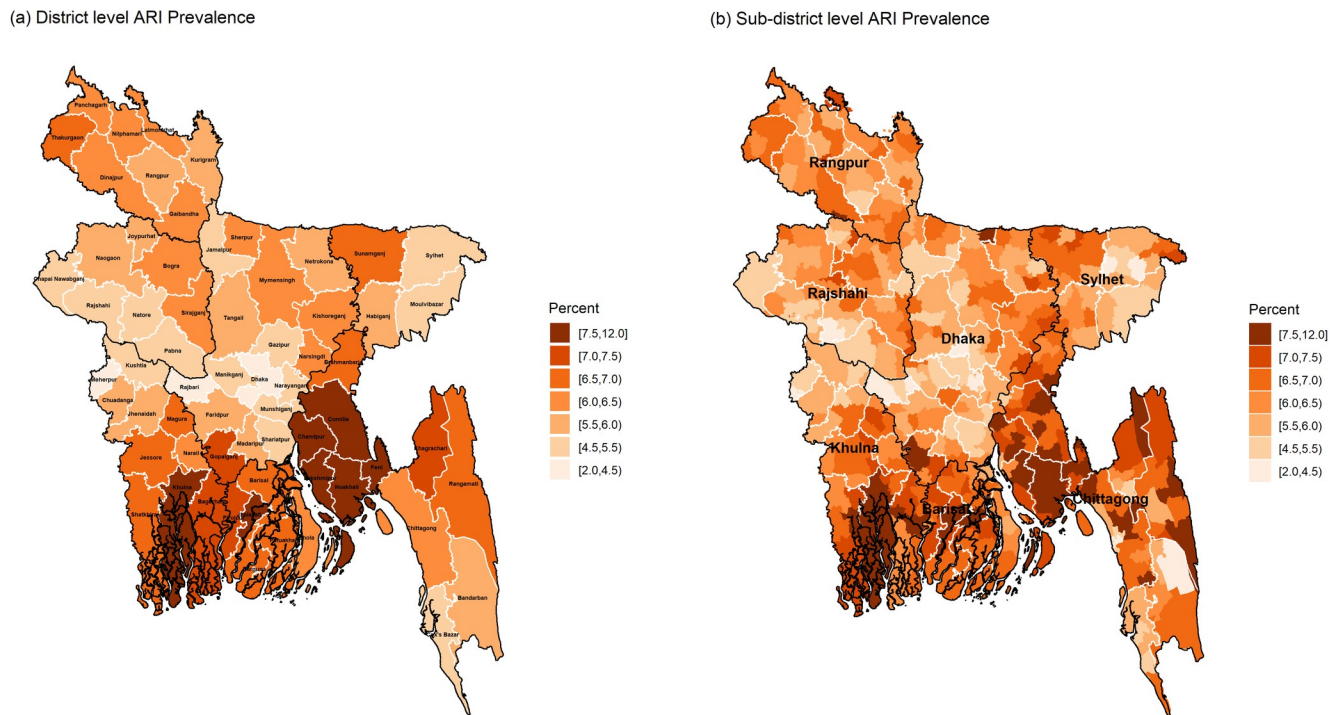 (a) District level ARI Prevalence
(b) Sub-district level ARI Prevalence
Panchagarh
Thakurgaon
Nilphamari
Lalmonirhat
Kurigram
Dinajpur
Rangpur
Gaibandha
Joypurhat
Naogaon
Bogra
Jamalpur
Sherpur
Netrokona
Sunamganj
Sylhet
Mymensingh
Rajshahi
Natore
Sirajganj
Tangail
Kishoreganj
Habiganj
Moulvibazar
Pabna
Gazipur
Narsingdi
Kushtia
Meherpur
Rajbari
Manikganj
Dhaka
Chuadanga
Jhenaidah
Magura
Faridpur
Munshiganj
Comilla
Shariatpur
Madaripur
Chandpur
Jessore
Narail
Gopalganj
Khulna
Barisal
Feni
Noakhali
Khagrachari
Rangamati
Chittagong
Bandarban
Percent
[7.5,12.0]
[7.0,7.5)
[6.5,7.0)
[6.0,6.5)
[5.5,6.0)
[4.5,5.5)
[2.0,4.5)
Rangpur
Rajshahi
Sylhet
Dhaka
Khulna
Barisal
Chittagong
Percent
[7.5,12.0]
[7.0,7.5)
[6.5,7.0)
[6.0,6.5)
[5.5,6.0)
[4.5,5.5)
[2.0,4.5)